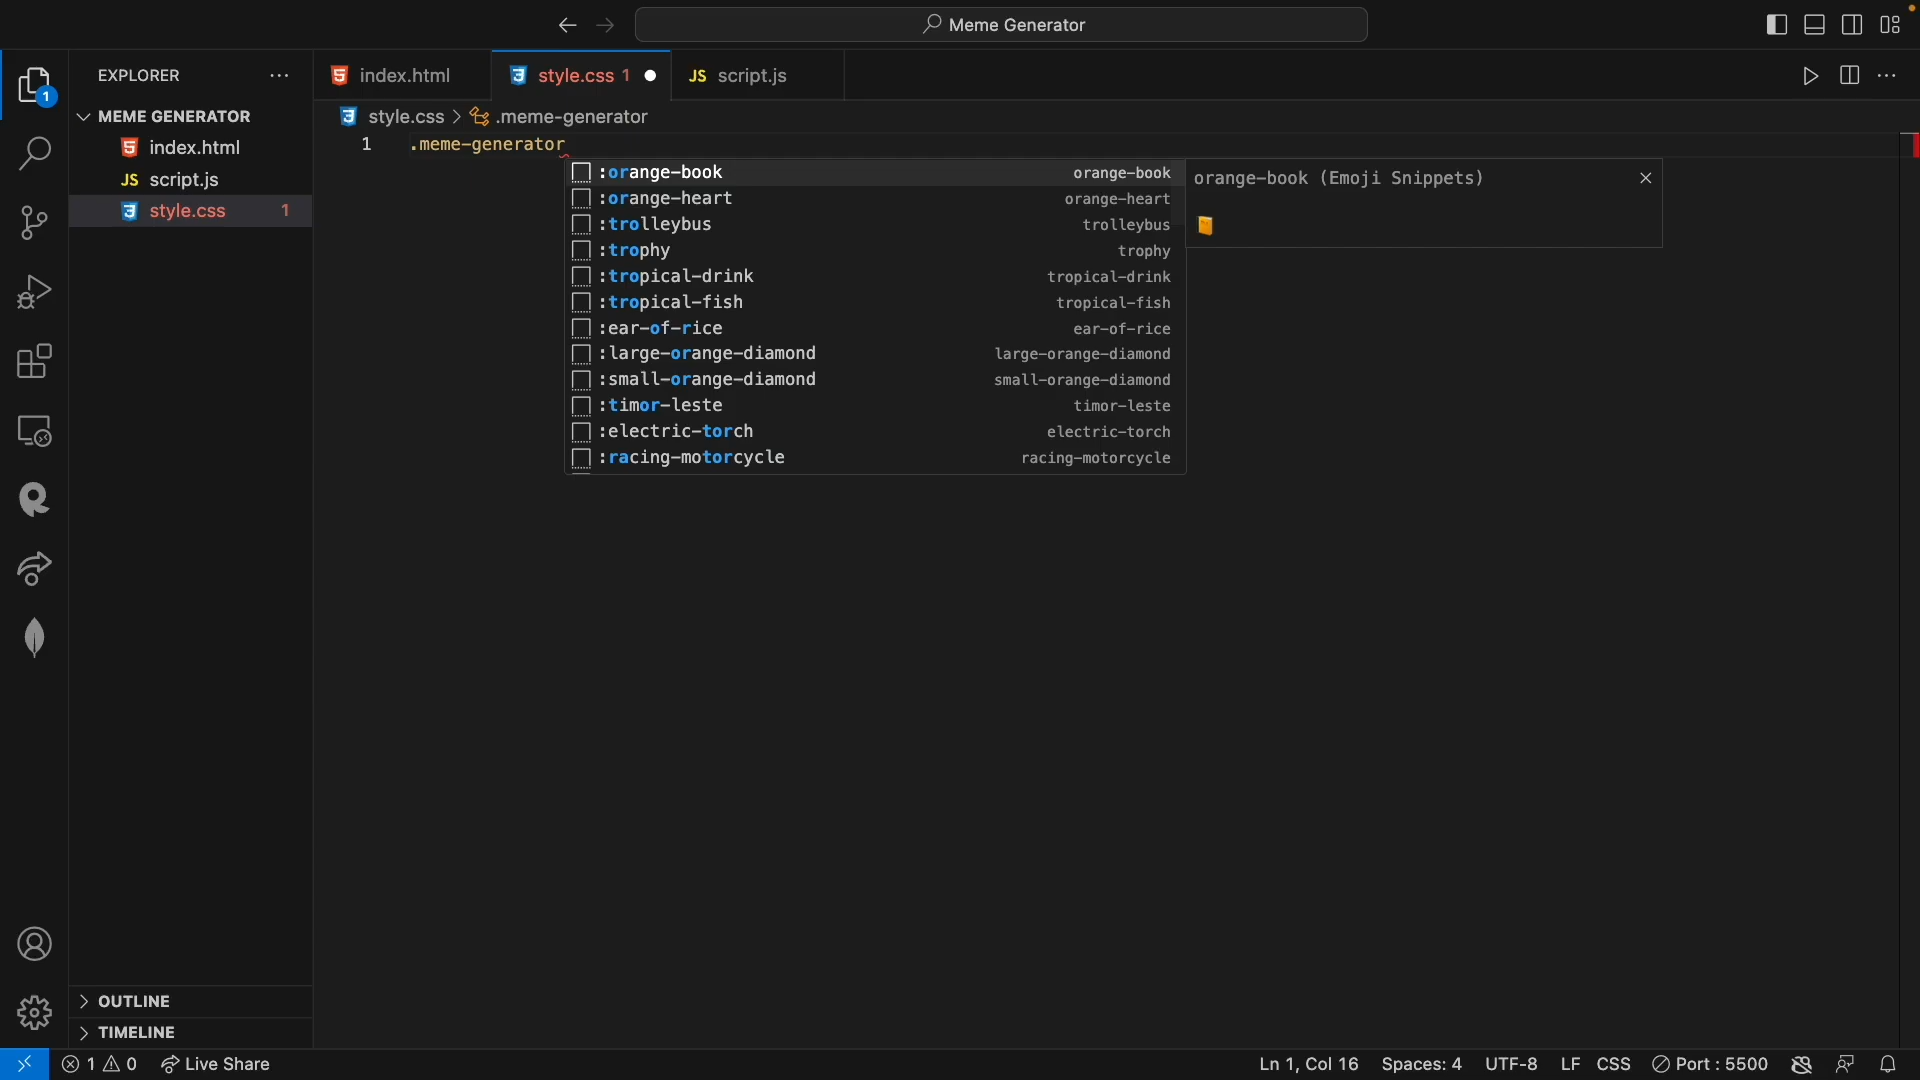 Meme Generator
EXPLORER
MEME GENERATOR
index.html
JS script.js
style.css 1
OUTLINE
TIMELINE
1
index.html
style.css 1
JS script.js
style.css > .meme-generator
1 .meme-generator
:orange-book orange-book
:orange-heart orange-heart
:trolleybus trolleybus
:trophy trophy
:tropical-drink tropical-drink
:tropical-fish tropical-fish
:ear-of-rice ear-of-rice
:large-orange-diamond large-orange-diamond
:small-orange-diamond small-orange-diamond
:timor-leste timor-leste
:electric-torch electric-torch
:racing-motorcycle racing-motorcycle
orange-book (Emoji Snippets)
1 0 Live Share
Ln 1, Col 16 Spaces: 4 UTF-8 LF CSS Port : 5500